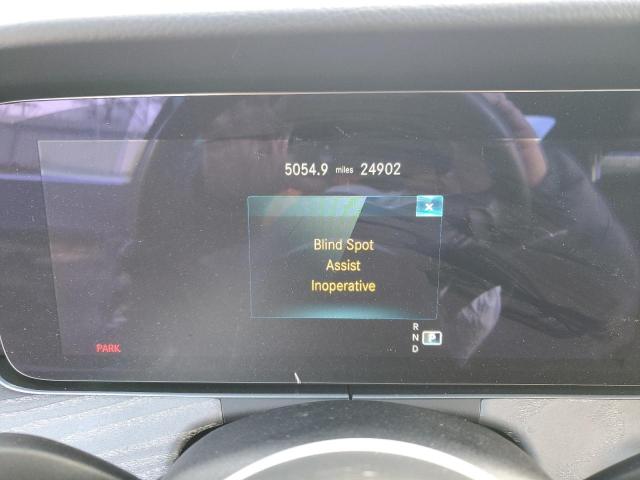 5054.9 miles 24902
x
Blind Spot
Assist
Inoperative
R
N P
D
PARK